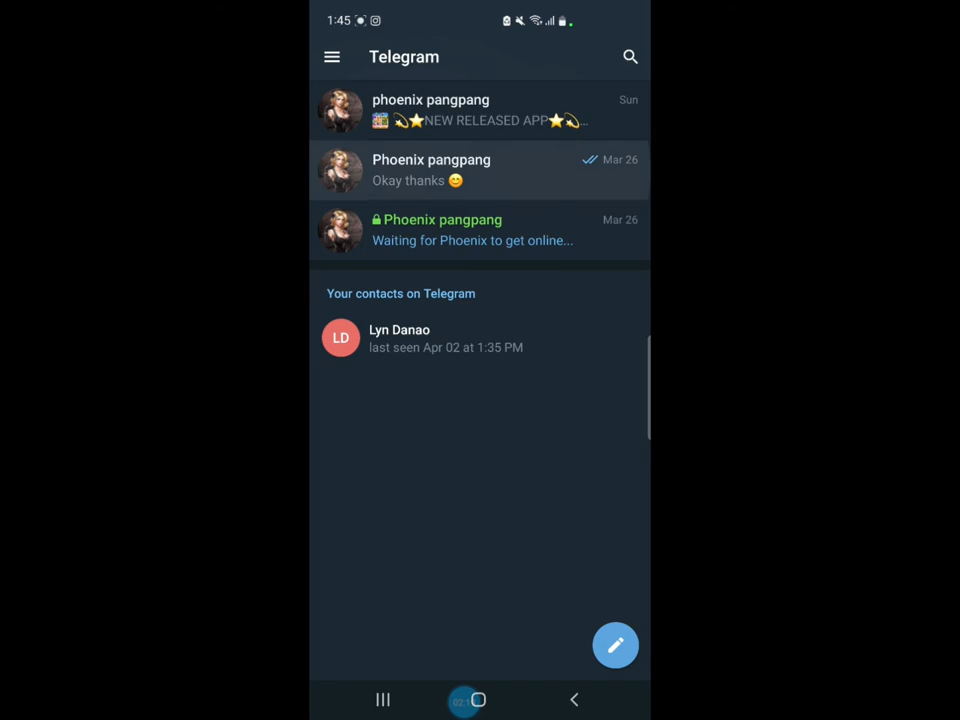 1:45
Telegram
phoenix pangpang
Sun
NEW RELEASED APP⭐💫...
Phoenix pangpang
Mar 26
Okay thanks 😊
Phoenix pangpang
Mar 26
Waiting for Phoenix to get online...
Your contacts on Telegram
LD
Lyn Danao
last seen Apr 02 at 1:35 PM